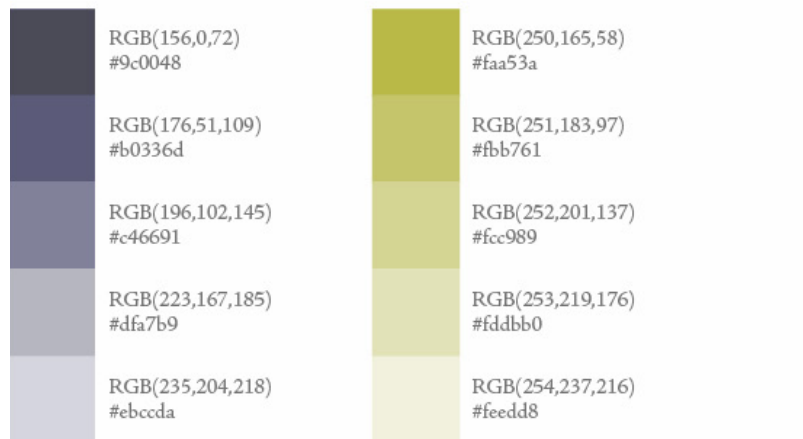 RGB(156,0,72)
#9c0048
RGB(176,51,109)
#b0336d
RGB(196,102,145)
#c46691
RGB(223,167,185)
#dfa7b9
RGB(235,204,218)
#ebccda
RGB(250,165,58)
#faa53a
RGB(251,183,97)
#fbb761
RGB(252,201,137)
#fcc989
RGB(253,219,176)
#fddbb0
RGB(254,237,216)
#feedd8